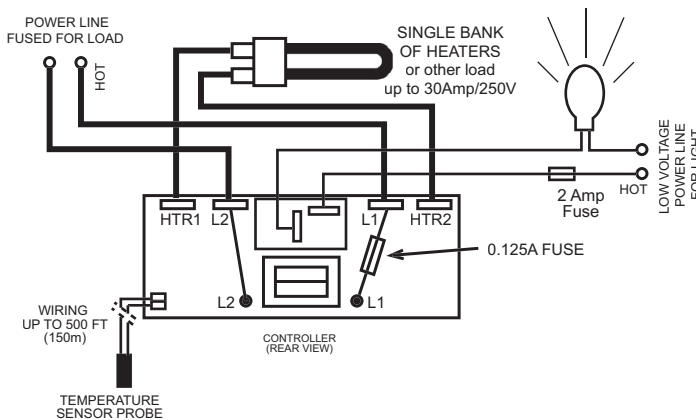 POWER LINE
FUSED FOR LOAD
HOT
SINGLE BANK
OF HEATERS
or other load
up to 30Amp/250V
LOW VOLTAGE
POWER LINE
FOR LIGHT
HOT
2 Amp
Fuse
HTR1
L2
L1
HTR2
0.125A FUSE
L2
L1
WIRING
UP TO 500 FT
(150m)
CONTROLLER
(REAR VIEW)
TEMPERATURE
SENSOR PROBE